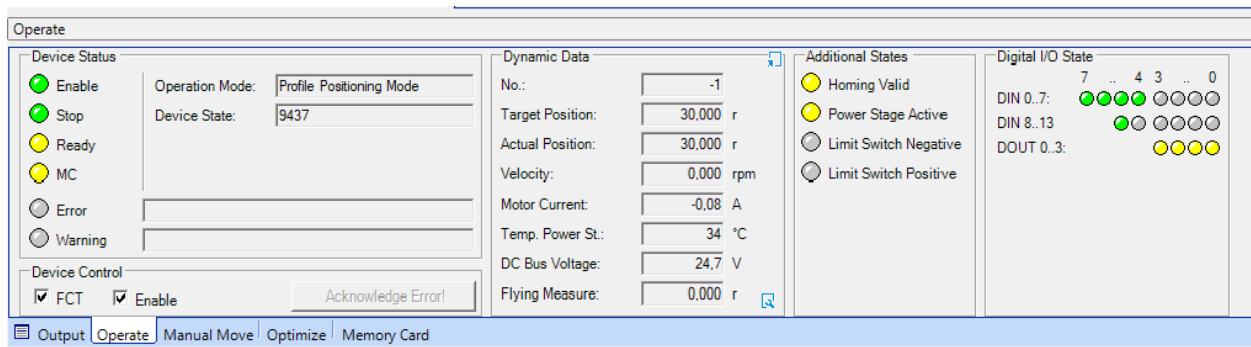 Operate
Device Status
Enable
Operation Mode: Profile Positioning Mode
Stop
Device State: 9437
Ready
MC
Error
Warning
Device Control
FCT Enable Acknowledge Error!
Dynamic Data
No.: -1
Target Position: 30,000 r
Actual Position: 30,000 r
Velocity: 0,000 rpm
Motor Current: -0,08 A
Temp. Power St.: 34 °C
DC Bus Voltage: 24,7 V
Flying Measure: 0,000 r
Additional States
Homing Valid
Power Stage Active
Limit Switch Negative
Limit Switch Positive
Digital I/O State
7 .. 4 3 .. 0
DIN 0..7:
DIN 8..13
DOUT 0..3:
Output Operate Manual Move Optimize Memory Card